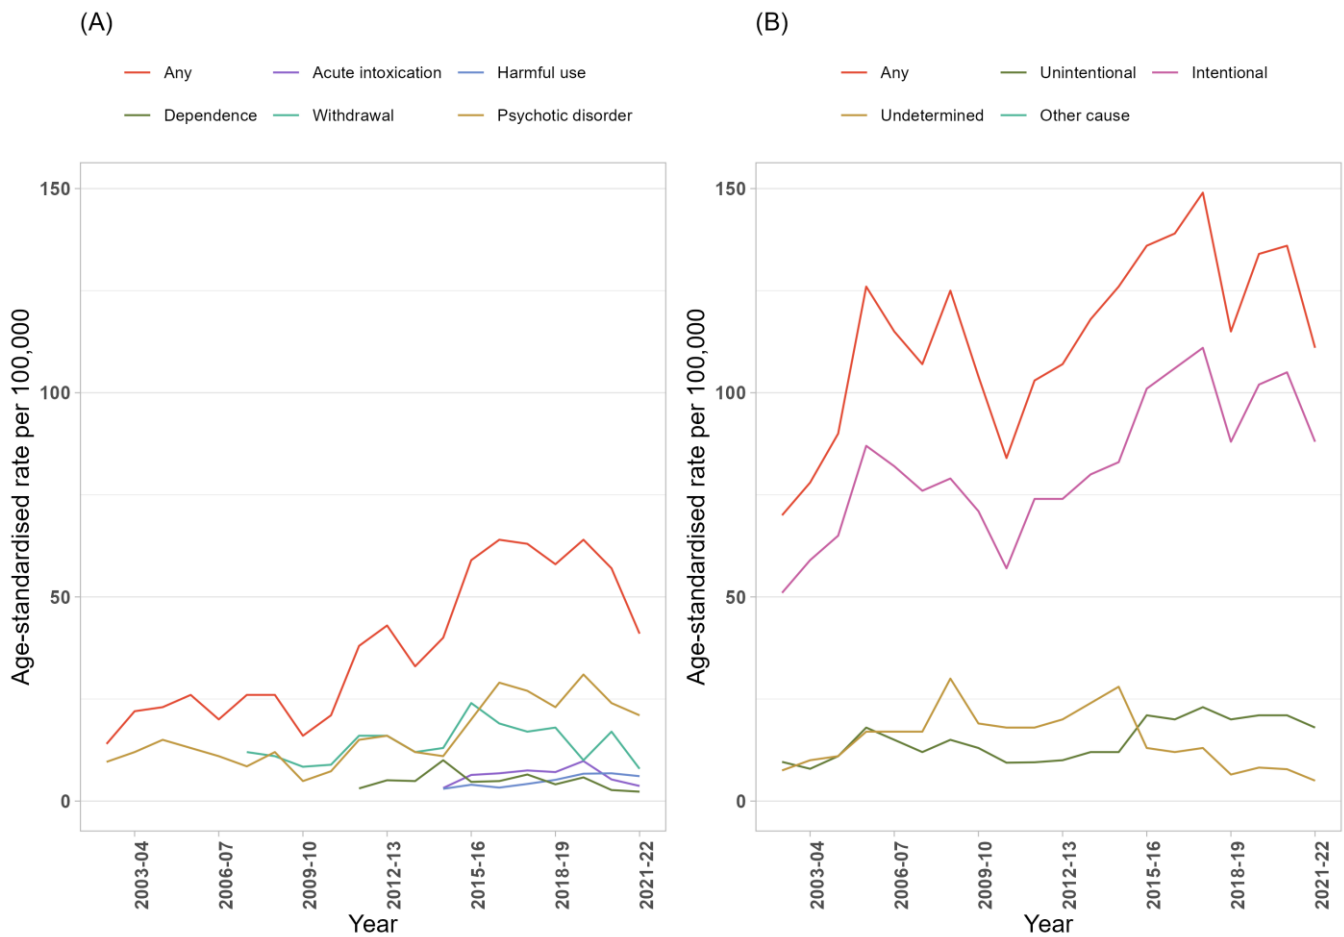 (A)
Any
Acute intoxication
Harmful use
Dependence
Withdrawal
Psychotic disorder
150
100
50
0
Age-standardised rate per 100,000
2003-04
2006-07
2009-10
2012-13
2015-16
2018-19
2021-22
Year
(B)
Any
Unintentional
Intentional
Undetermined
Other cause
150
100
50
0
Age-standardised rate per 100,000
2003-04
2006-07
2009-10
2012-13
2015-16
2018-19
2021-22
Year